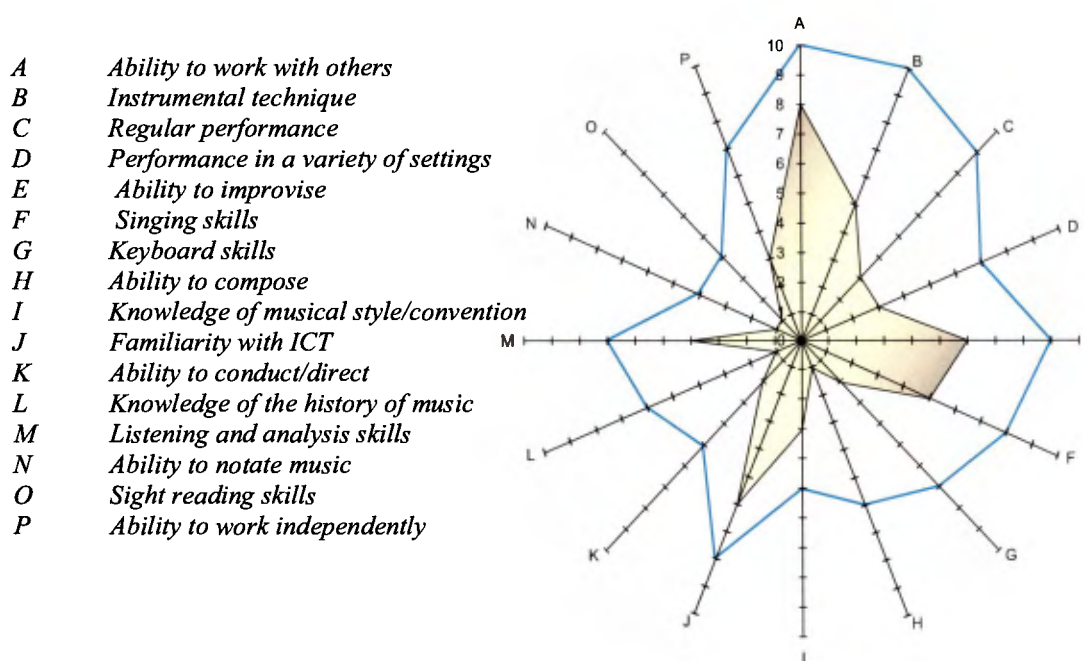 A Ability to work with others
B Instrumental technique
C Regular performance
D Performance in a variety of settings
E Ability to improvise
F Singing skills
G Keyboard skills
H Ability to compose
I Knowledge of musical style/convention
J Familiarity with ICT
K Ability to conduct/direct
L Knowledge of the history of music
M Listening and analysis skills
N Ability to notate music
O Sight reading skills
P Ability to work independently
A
10
9
8
7
6
5
4
3
2
B
C
D
F
G
H
J
K
L
M
N
O
P